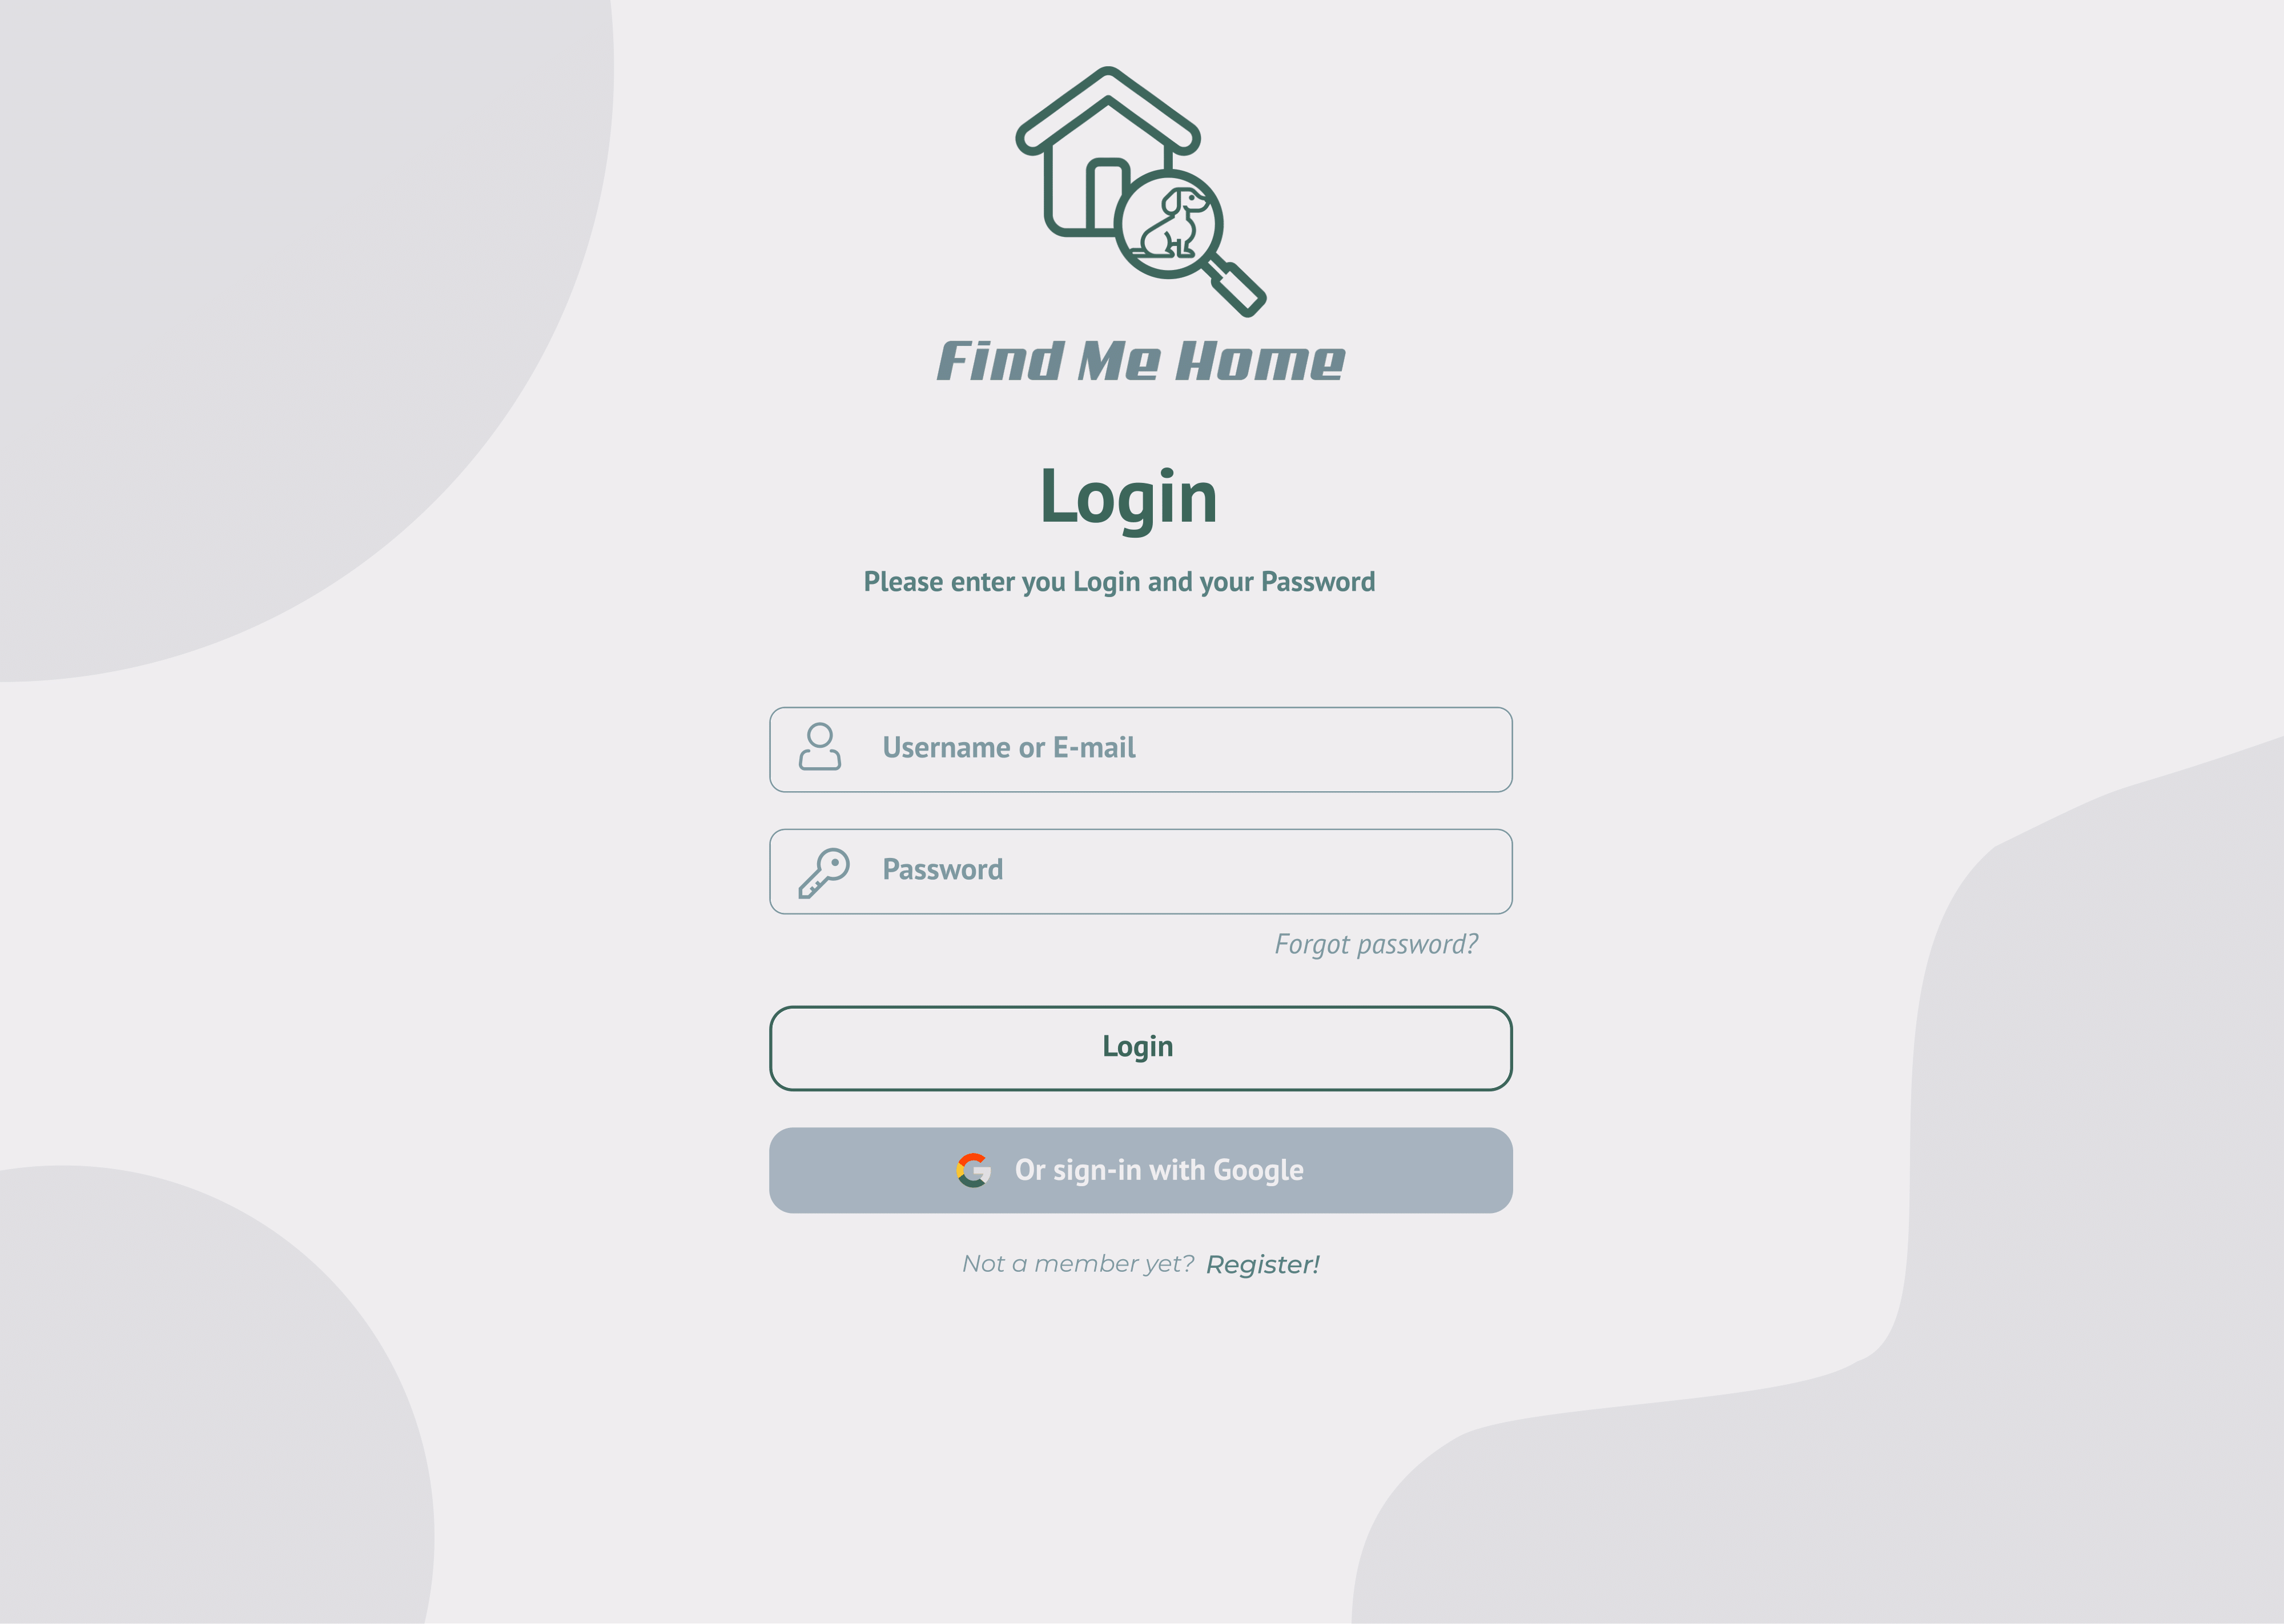 Find Me Home
Login
Please enter you Login and your Password
Username or E-mail
Password
Forgot password?
Login
Or sign-in with Google
Not a member yet? Register!